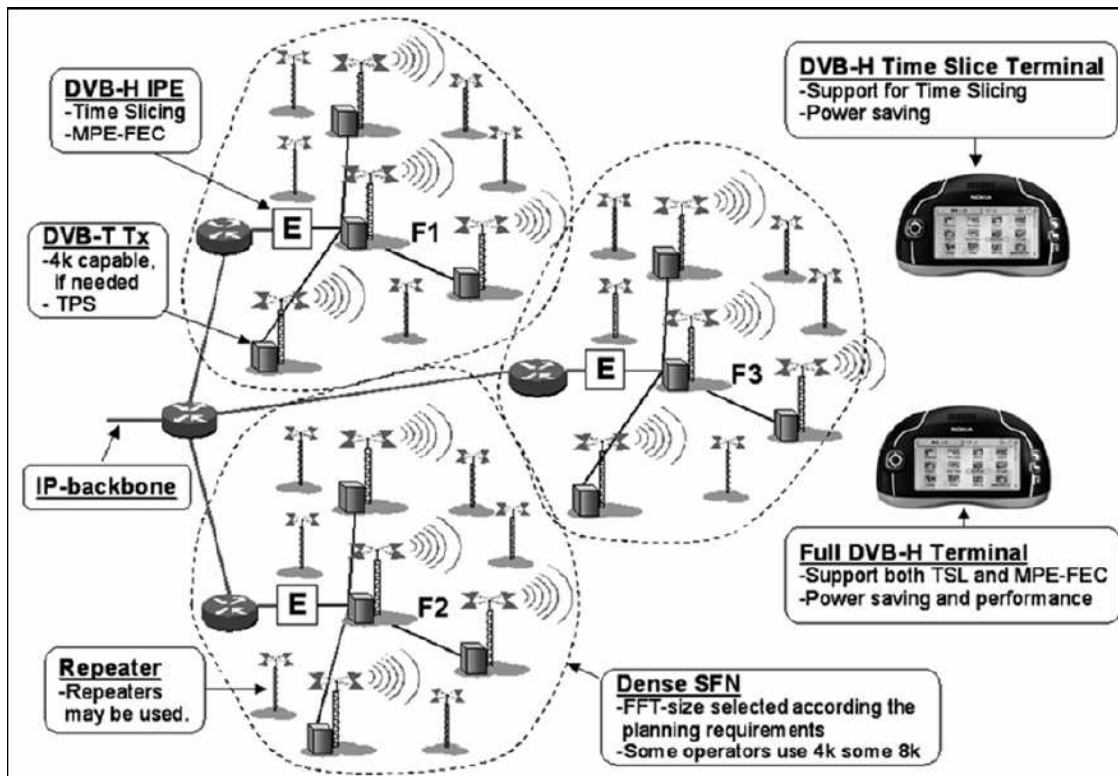 DVB-H IPE
-Time Slicing
-MPE-FEC
DVB-T Tx
-4k capable,
if needed
- TPS
IP-backbone
Repeater
-Repeaters
may be used.
E
F1
E
F2
E
F3
DVB-H Time Slice Terminal
-Support for Time Slicing
-Power saving
NOKIA
NOKIA
Full DVB-H Terminal
-Support both TSL and MPE-FEC
-Power saving and performance
Dense SFN
-FFT-size selected according the
planning requirements
-Some operators use 4k some 8k